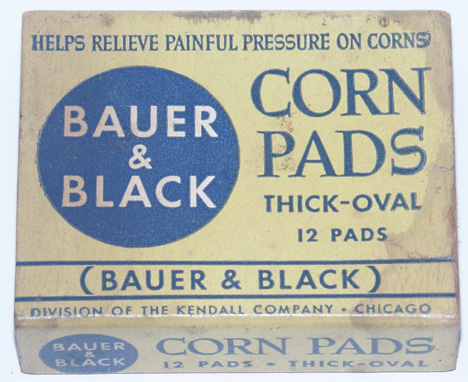 HELPS RELIEVE PAINFUL PRESSURE ON CORNS
BAUER
&
BLACK
CORN
PADS
THICK-OVAL
12 PADS
(BAUER & BLACK)
DIVISION OF THE KENDALL COMPANY • CHICAGO
BAUER
&
BLACK
CORN PADS
12 PADS • THICK-OVAL